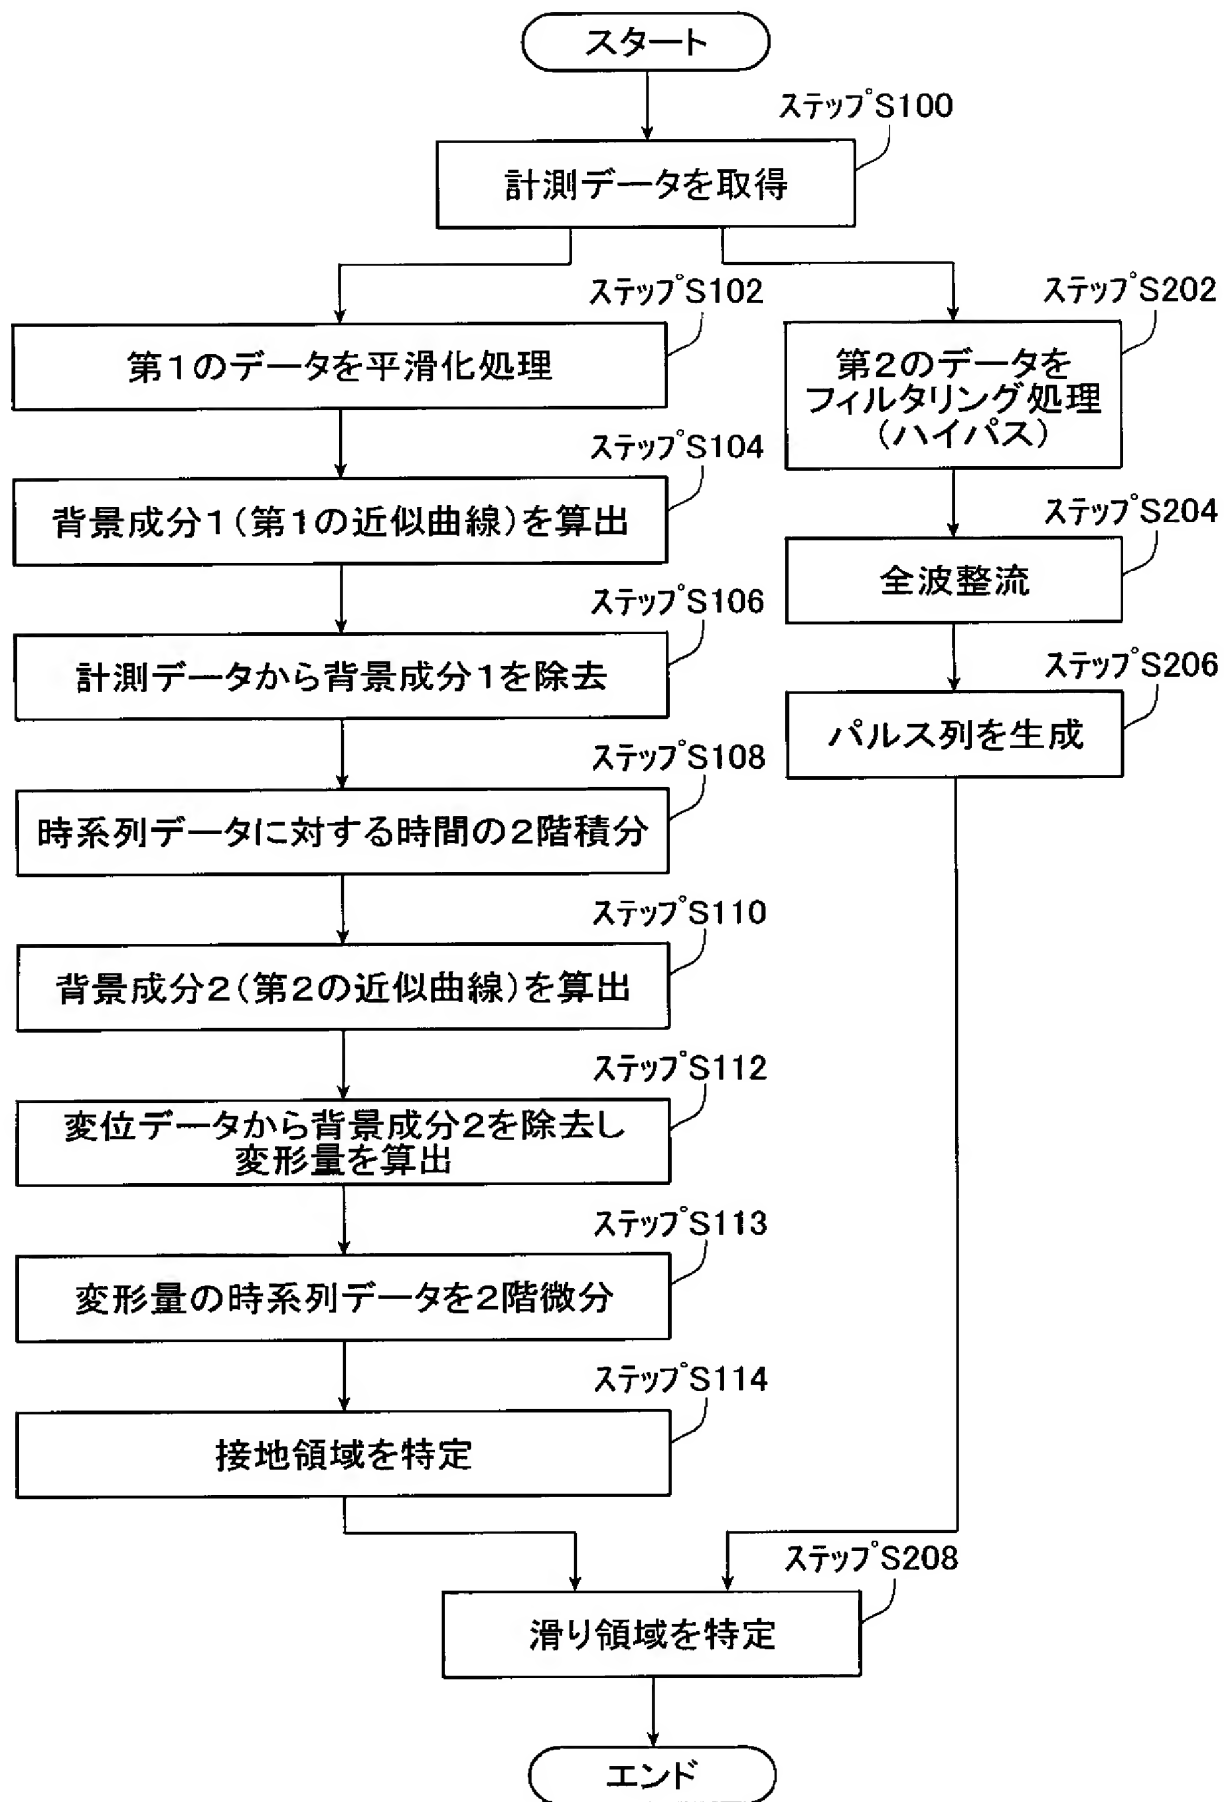 スタート
ステップS100
計測データを取得
ステップS102
第1のデータを平滑化処理
ステップS104
背景成分1(第1の近似曲線)を算出
ステップS106
計測データから背景成分1を除去
ステップS108
時系列データに対する時間の2階積分
ステップS110
背景成分2(第2の近似曲線)を算出
ステップS112
変位データから背景成分2を除去し
変形量を算出
ステップS113
変形量の時系列データを2階微分
ステップS114
接地領域を特定
ステップS202
第2のデータを
フィルタリング処理
(ハイパス)
ステップS204
全波整流
ステップS206
パルス列を生成
ステップS208
滑り領域を特定
エンド